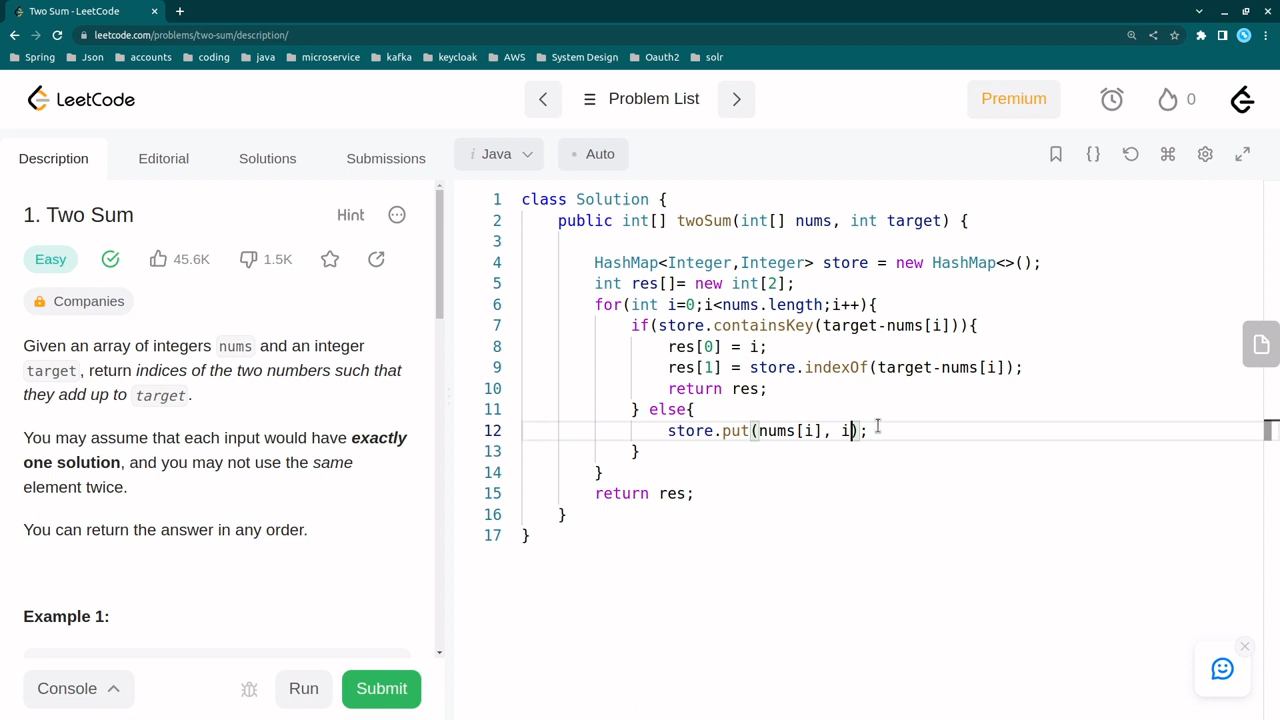 Two Sum - LeetCode
leetcode.com/problems/two-sum/description/
Spring Json accounts coding java microservice kafka keycloak AWS System Design Oauth2 solr
LeetCode
Problem List
Premium
0
Description Editorial Solutions Submissions
i Java
Auto
1. Two Sum
Hint
Easy
45.6K
1.5K
Companies
Given an array of integers nums and an integer
target, return indices of the two numbers such that
they add up to target.
You may assume that each input would have exactly
one solution, and you may not use the same
element twice.
You can return the answer in any order.
Example 1:
Console
Run
Submit
1 class Solution {
2 public int[] twoSum(int[] nums, int target) {
3
4 HashMap<Integer,Integer> store = new HashMap<>();
5 int res[]= new int[2];
6 for(int i=0;i<nums.length;i++){
7 if(store.containsKey(target-nums[i])){
8 res[0] = i;
9 res[1] = store.indexOf(target-nums[i]);
10 return res;
11 } else{
12 store.put(nums[i], i);
13 }
14 }
15 return res;
16 }
17 }